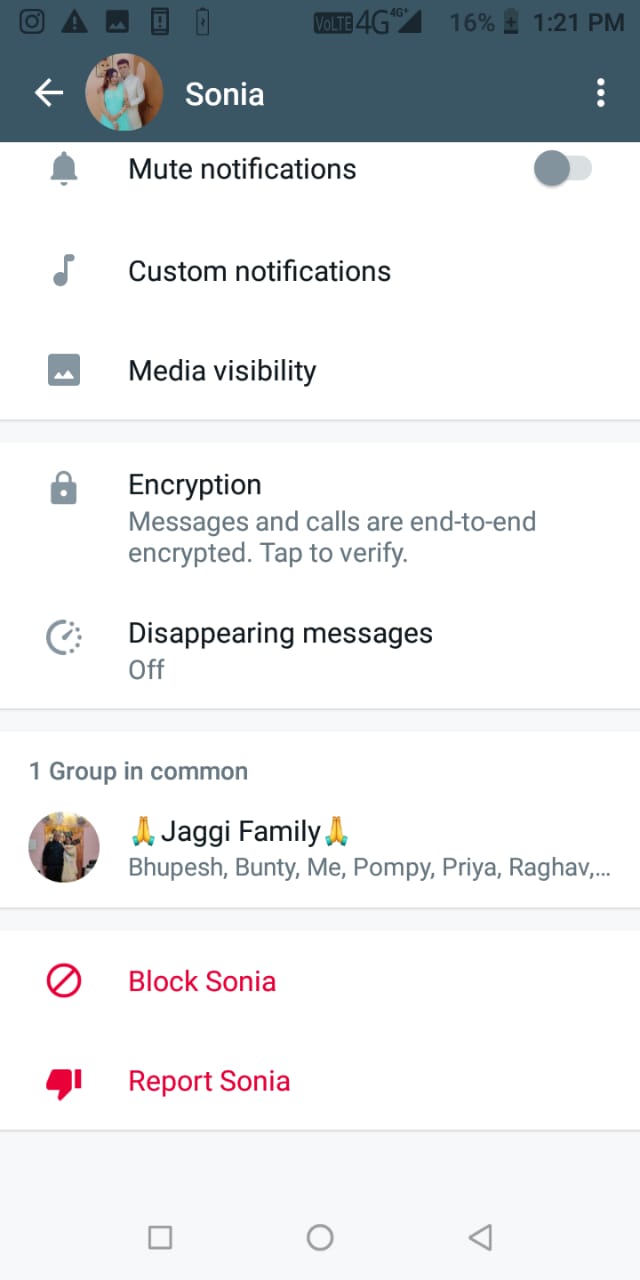 VoLTE 4G 4G+ 16% 1:21 PM
Sonia
Mute notifications
Custom notifications
Media visibility
Encryption
Messages and calls are end-to-end
encrypted. Tap to verify.
Disappearing messages
Off
1 Group in common
🙏Jaggi Family🙏
Bhupesh, Bunty, Me, Pompy, Priya, Raghav,...
Block Sonia
Report Sonia